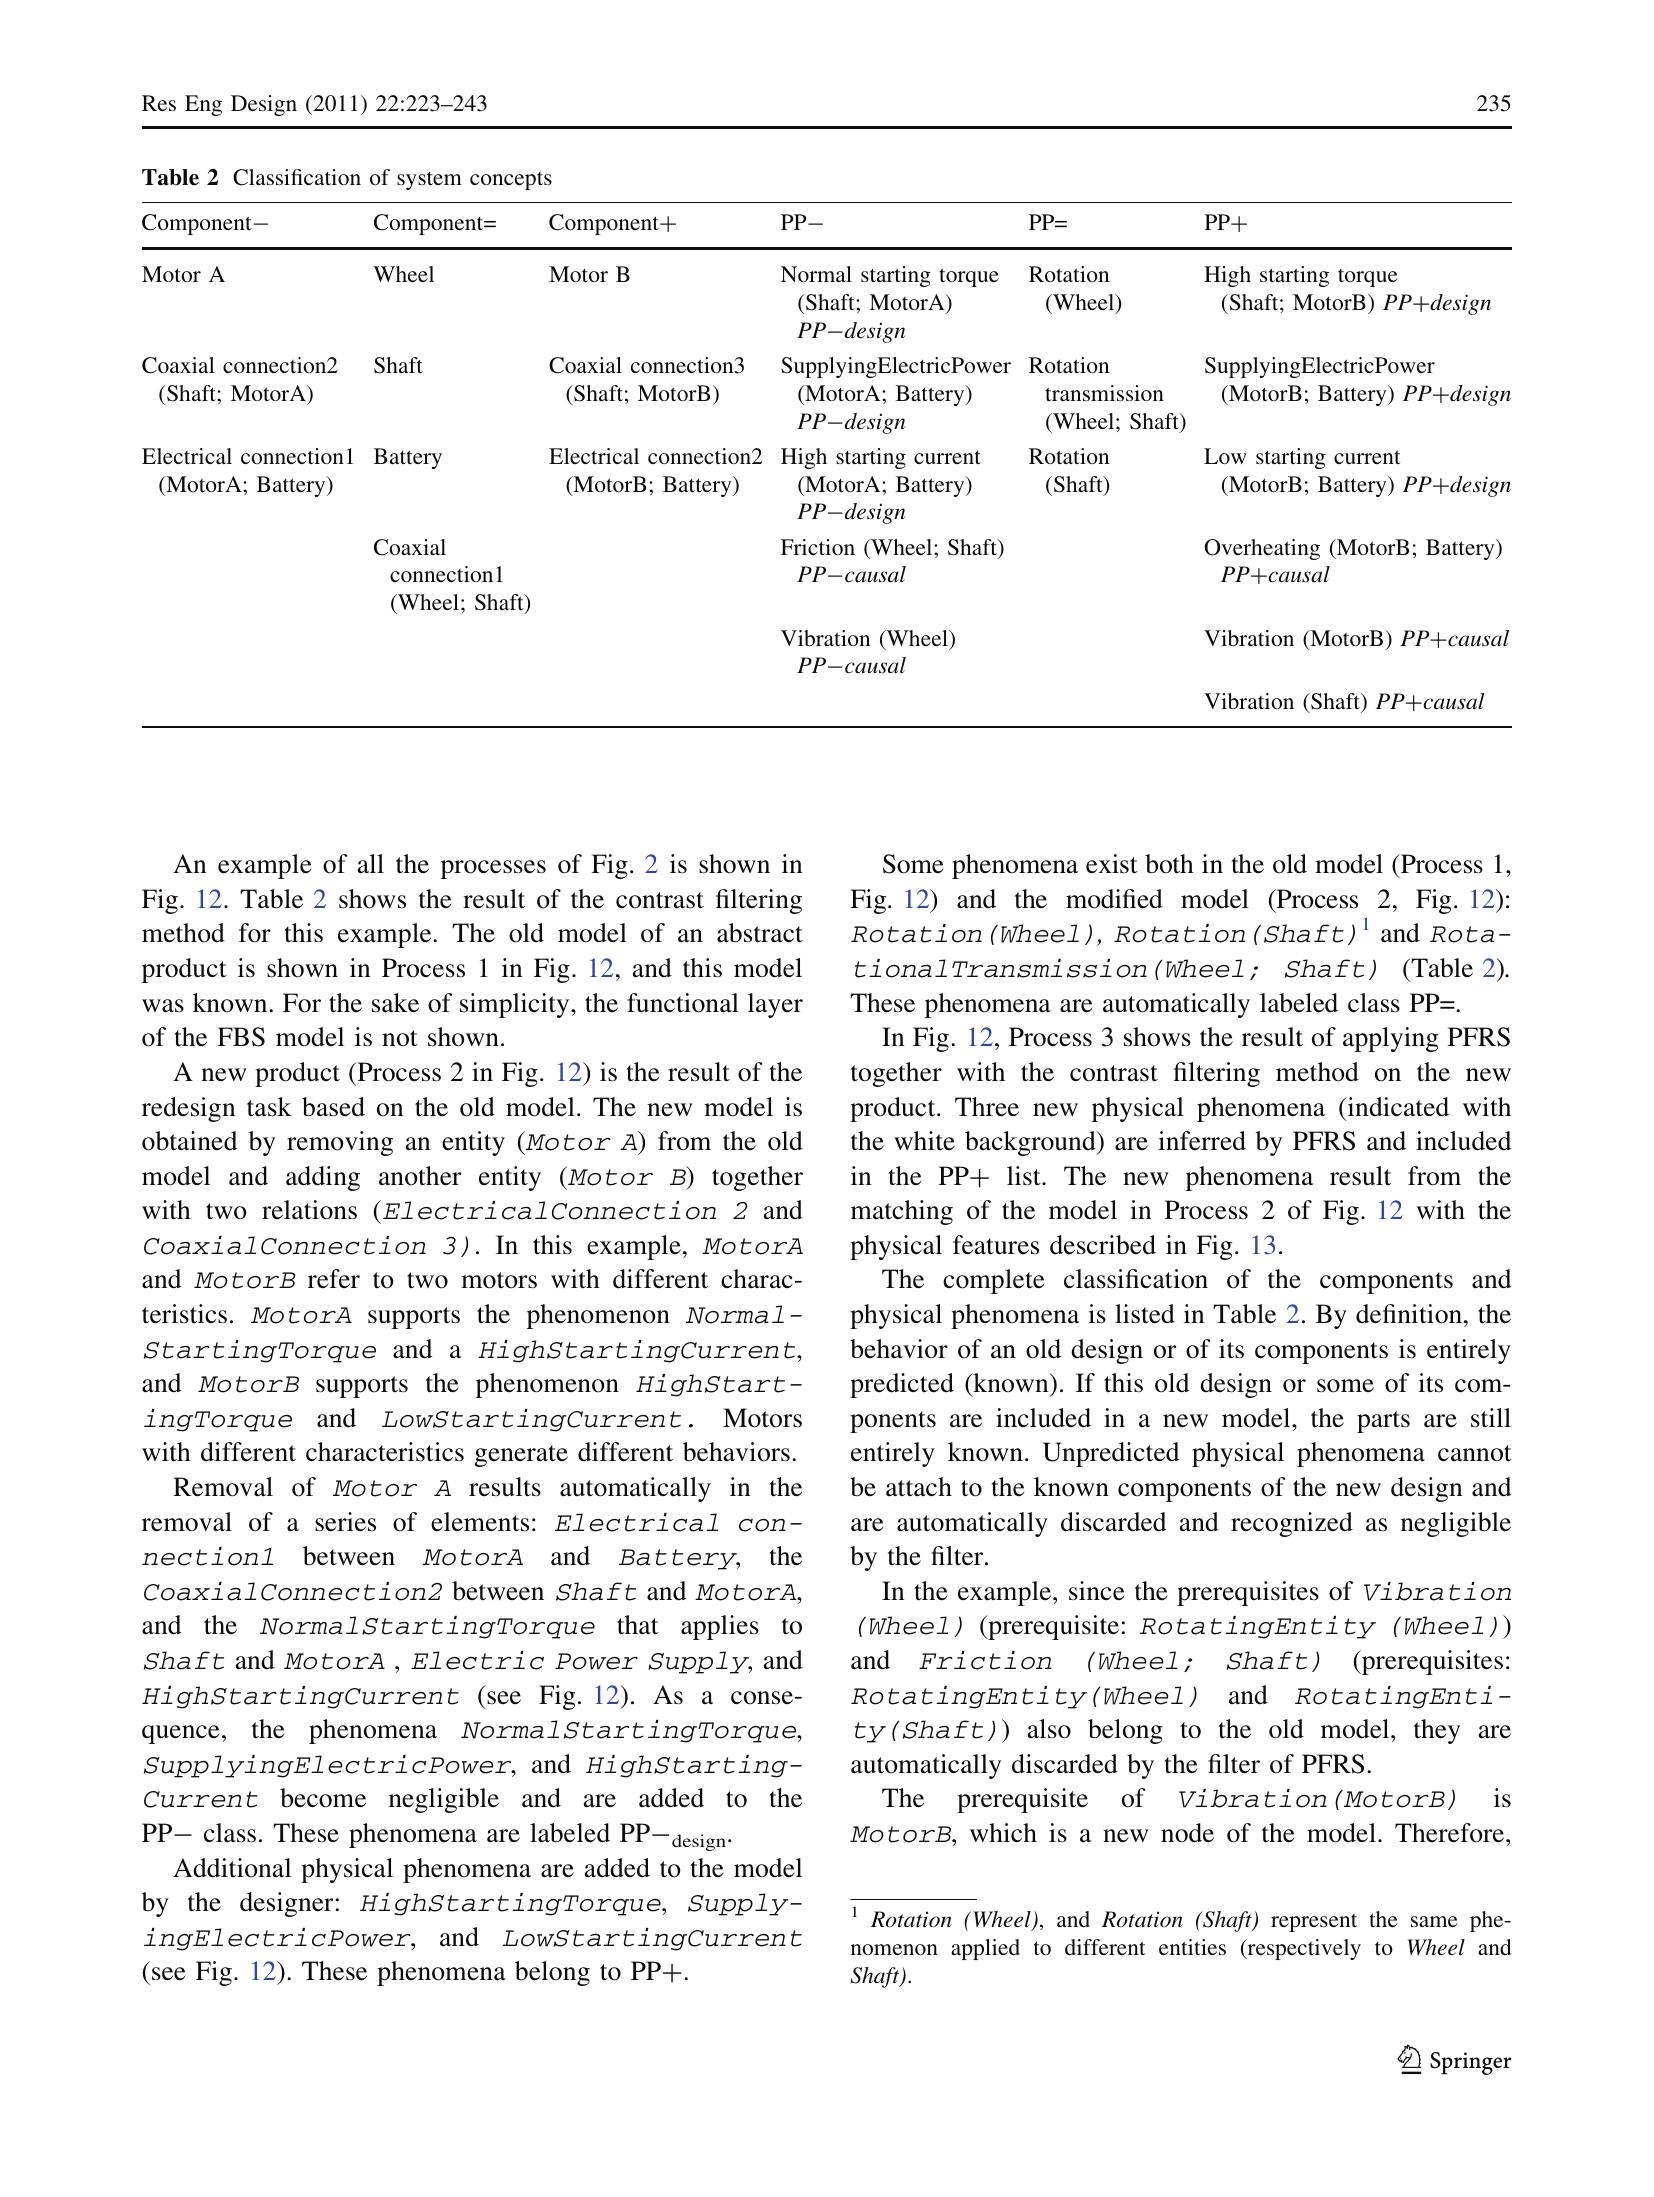 Res Eng Design (2011) 22:223–243 235
Table 2 Classification of system concepts
Component− Component= Component+ PP− PP= PP+
Motor A Wheel Motor B Normal starting torque Rotation High starting torque
(Shaft; MotorA) (Wheel) (Shaft; MotorB) PP+design
PP−design
Coaxial connection2 Shaft Coaxial connection3 SupplyingElectricPower Rotation SupplyingElectricPower
(Shaft; MotorA) (Shaft; MotorB) (MotorA; Battery) transmission (MotorB; Battery) PP+design
PP−design (Wheel; Shaft)
Electrical connection1 Battery Electrical connection2 High starting current Rotation Low starting current
(MotorA; Battery) (MotorB; Battery) (MotorA; Battery) (Shaft) (MotorB; Battery) PP+design
PP−design
Coaxial Friction (Wheel; Shaft) Overheating (MotorB; Battery)
connection1 PP−causal PP+causal
(Wheel; Shaft)
Vibration (Wheel) Vibration (MotorB) PP+causal
PP−causal
Vibration (Shaft) PP+causal
An example of all the processes of Fig. 2 is shown in
Fig. 12. Table 2 shows the result of the contrast filtering
method for this example. The old model of an abstract
product is shown in Process 1 in Fig. 12, and this model
was known. For the sake of simplicity, the functional layer
of the FBS model is not shown.
A new product (Process 2 in Fig. 12) is the result of the
redesign task based on the old model. The new model is
obtained by removing an entity (Motor A) from the old
model and adding another entity (Motor B) together
with two relations (ElectricalConnection 2 and
CoaxialConnection 3). In this example, MotorA
and MotorB refer to two motors with different charac-
teristics. MotorA supports the phenomenon Normal-
StartingTorque and a HighStartingCurrent,
and MotorB supports the phenomenon HighStart-
ingTorque and LowStartingCurrent. Motors
with different characteristics generate different behaviors.
Removal of Motor A results automatically in the
removal of a series of elements: Electrical con-
nection1 between MotorA and Battery, the
CoaxialConnection2 between Shaft and MotorA,
and the NormalStartingTorque that applies to
Shaft and MotorA , Electric Power Supply, and
HighStartingCurrent (see Fig. 12). As a conse-
quence, the phenomena NormalStartingTorque,
SupplyingElectricPower, and HighStarting-
Current become negligible and are added to the
PP− class. These phenomena are labeled PP−design.
Additional physical phenomena are added to the model
by the designer: HighStartingTorque, Supply-
ingElectricPower, and LowStartingCurrent
(see Fig. 12). These phenomena belong to PP+.
Some phenomena exist both in the old model (Process 1,
Fig. 12) and the modified model (Process 2, Fig. 12):
Rotation(Wheel), Rotation(Shaft)1 and Rota-
tionalTransmission(Wheel; Shaft) (Table 2).
These phenomena are automatically labeled class PP=.
In Fig. 12, Process 3 shows the result of applying PFRS
together with the contrast filtering method on the new
product. Three new physical phenomena (indicated with
the white background) are inferred by PFRS and included
in the PP+ list. The new phenomena result from the
matching of the model in Process 2 of Fig. 12 with the
physical features described in Fig. 13.
The complete classification of the components and
physical phenomena is listed in Table 2. By definition, the
behavior of an old design or of its components is entirely
predicted (known). If this old design or some of its com-
ponents are included in a new model, the parts are still
entirely known. Unpredicted physical phenomena cannot
be attach to the known components of the new design and
are automatically discarded and recognized as negligible
by the filter.
In the example, since the prerequisites of Vibration
(Wheel) (prerequisite: RotatingEntity (Wheel))
and Friction (Wheel; Shaft) (prerequisites:
RotatingEntity(Wheel) and RotatingEnti-
ty(Shaft)) also belong to the old model, they are
automatically discarded by the filter of PFRS.
The prerequisite of Vibration(MotorB) is
MotorB, which is a new node of the model. Therefore,
1 Rotation (Wheel), and Rotation (Shaft) represent the same phe-
nomenon applied to different entities (respectively to Wheel and
Shaft).
Springer